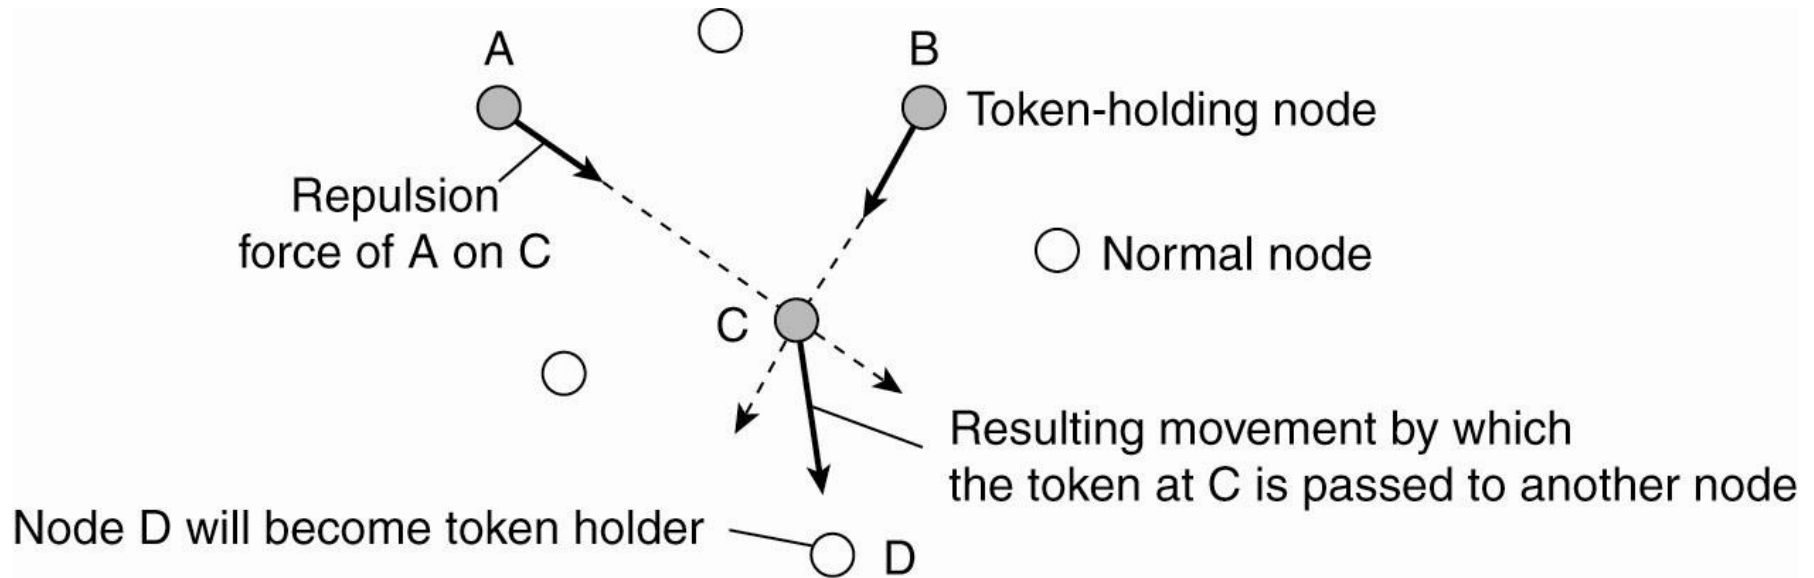 A
B
Token-holding node
Repulsion
force of A on C
Normal node
C
Resulting movement by which
the token at C is passed to another node
Node D will become token holder
D